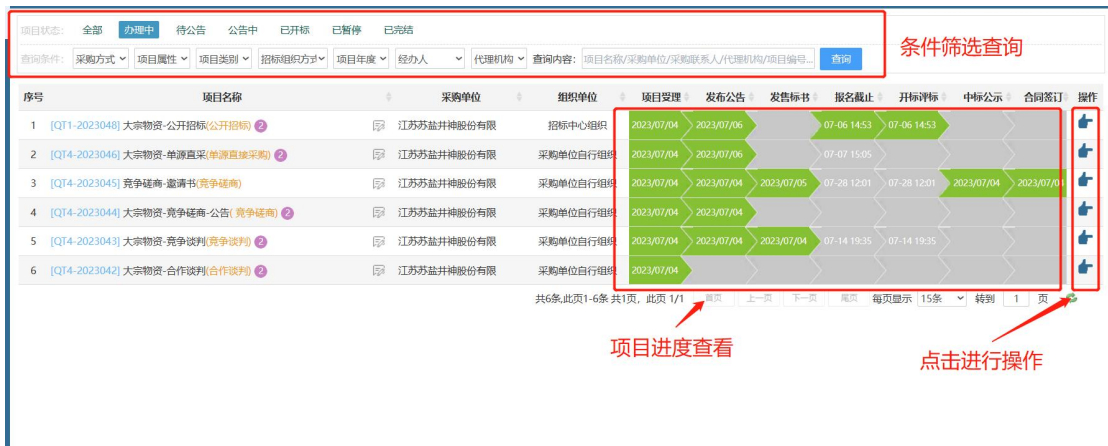 项目状态: 全部 办理中 待公告 公告中 已开标 已暂停 已完结
查询条件: 采购方式 项目属性 项目类别 招标组织方式 项目年度 经办人 代理机构 查询内容: 项目名称/采购单位/采购联系人/代理机构/项目编号... 查询
条件筛选查询
序号 项目名称 采购单位 组织单位 项目受理 发布公告 发售标书 报名截止 开标评标 中标公示 合同签订 操作
1 [QT1-2023048] 大宗物资-公开招标(公开招标) 2 江苏苏盐井神股份有限 招标中心组织 2023/07/04 2023/07/06 07-06 14:53 07-06 14:53
2 [QT4-2023046] 大宗物资-单源直采(单源直接采购) 2 江苏苏盐井神股份有限 采购单位自行组织 2023/07/04 2023/07/06 07-07 15:05
3 [QT4-2023045] 竞争磋商-邀请书(竞争磋商) 江苏苏盐井神股份有限 采购单位自行组织 2023/07/04 2023/07/04 2023/07/05 07-28 12:01 07-28 12:01 2023/07/04 2023/07/04
4 [QT4-2023044] 大宗物资-竞争磋商-公告( 竞争磋商) 2 江苏苏盐井神股份有限 采购单位自行组织 2023/07/04 2023/07/04
5 [QT4-2023043] 大宗物资-竞争谈判(竞争谈判) 2 江苏苏盐井神股份有限 采购单位自行组织 2023/07/04 2023/07/04 2023/07/04 07-14 19:35 07-14 19:35
6 [QT4-2023042] 大宗物资-合作谈判(合作谈判) 2 江苏苏盐井神股份有限 采购单位自行组织 2023/07/04
共6条,此页1-6条 共1页, 此页 1/1 首页 上一页 下一页 尾页 每页显示 15条 转到 1 页
项目进度查看
点击进行操作